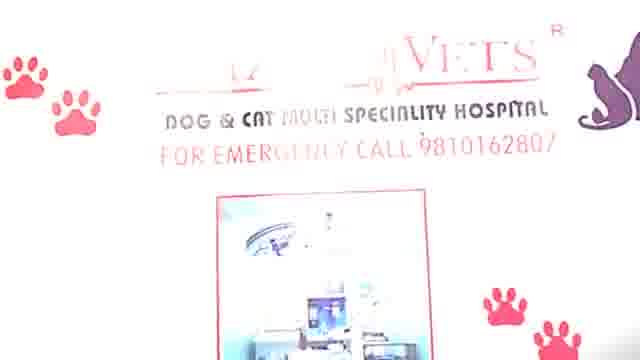 VETS ®
DOG & CAT MULTI SPECIALITY HOSPITAL
FOR EMERGENCY CALL 9810162807